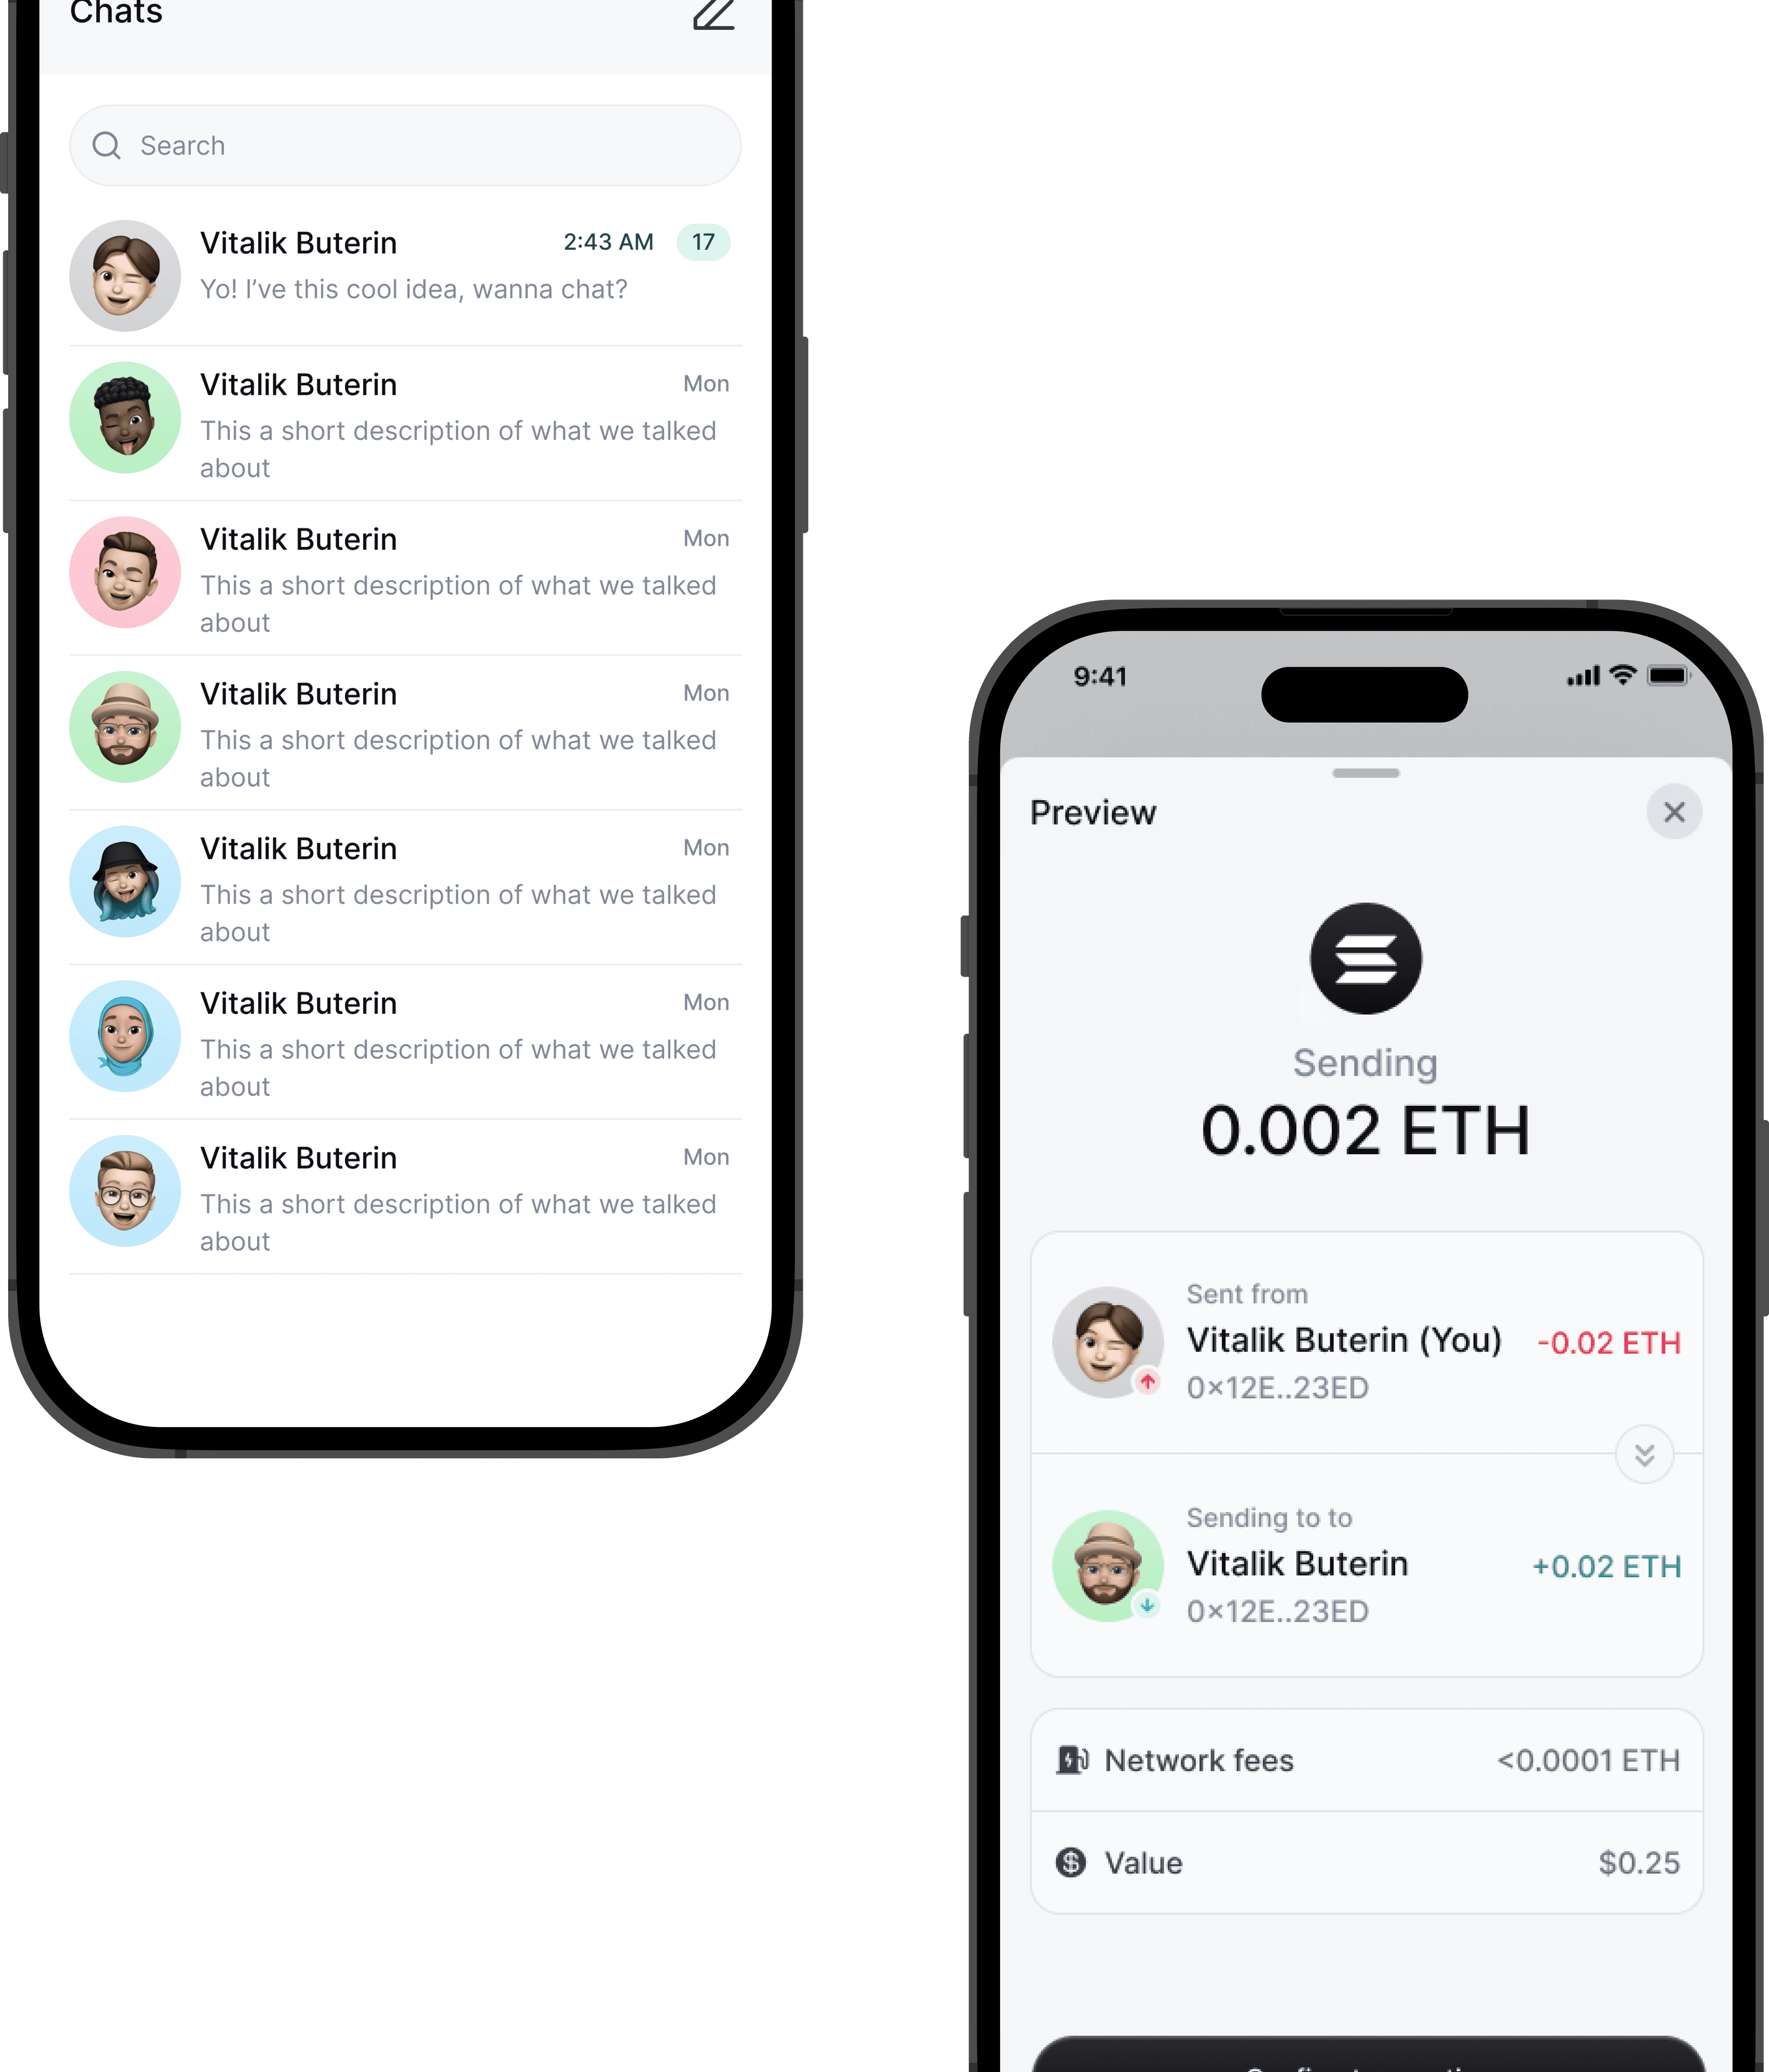 Chats
Search
Vitalik Buterin 2:43 AM 17
Yo! I’ve this cool idea, wanna chat?
Vitalik Buterin Mon
This a short description of what we talked
about
Vitalik Buterin Mon
This a short description of what we talked
about
Vitalik Buterin Mon
This a short description of what we talked
about
Vitalik Buterin Mon
This a short description of what we talked
about
Vitalik Buterin Mon
This a short description of what we talked
about
Vitalik Buterin Mon
This a short description of what we talked
about
9:41
Preview
Sending
0.002 ETH
Sent from
Vitalik Buterin (You) -0.02 ETH
0×12E..23ED
Sending to to
Vitalik Buterin +0.02 ETH
0×12E..23ED
Network fees <0.0001 ETH
Value $0.25